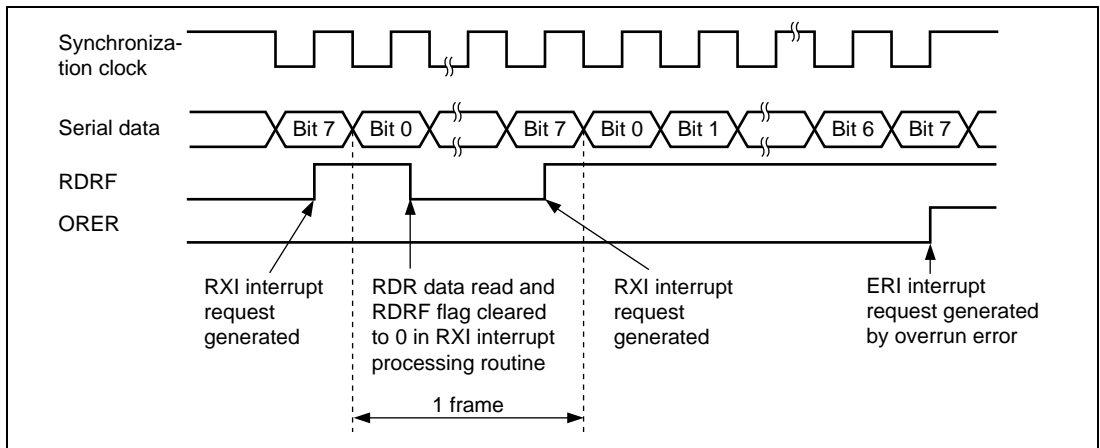 Synchroniza-
tion clock
Serial data
Bit 7 Bit 0 Bit 7 Bit 0 Bit 1 Bit 6 Bit 7
RDRF
ORER
RXI interrupt
request
generated
RDR data read and
RDRF flag cleared
to 0 in RXI interrupt
processing routine
RXI interrupt
request
generated
ERI interrupt
request generated
by overrun error
1 frame